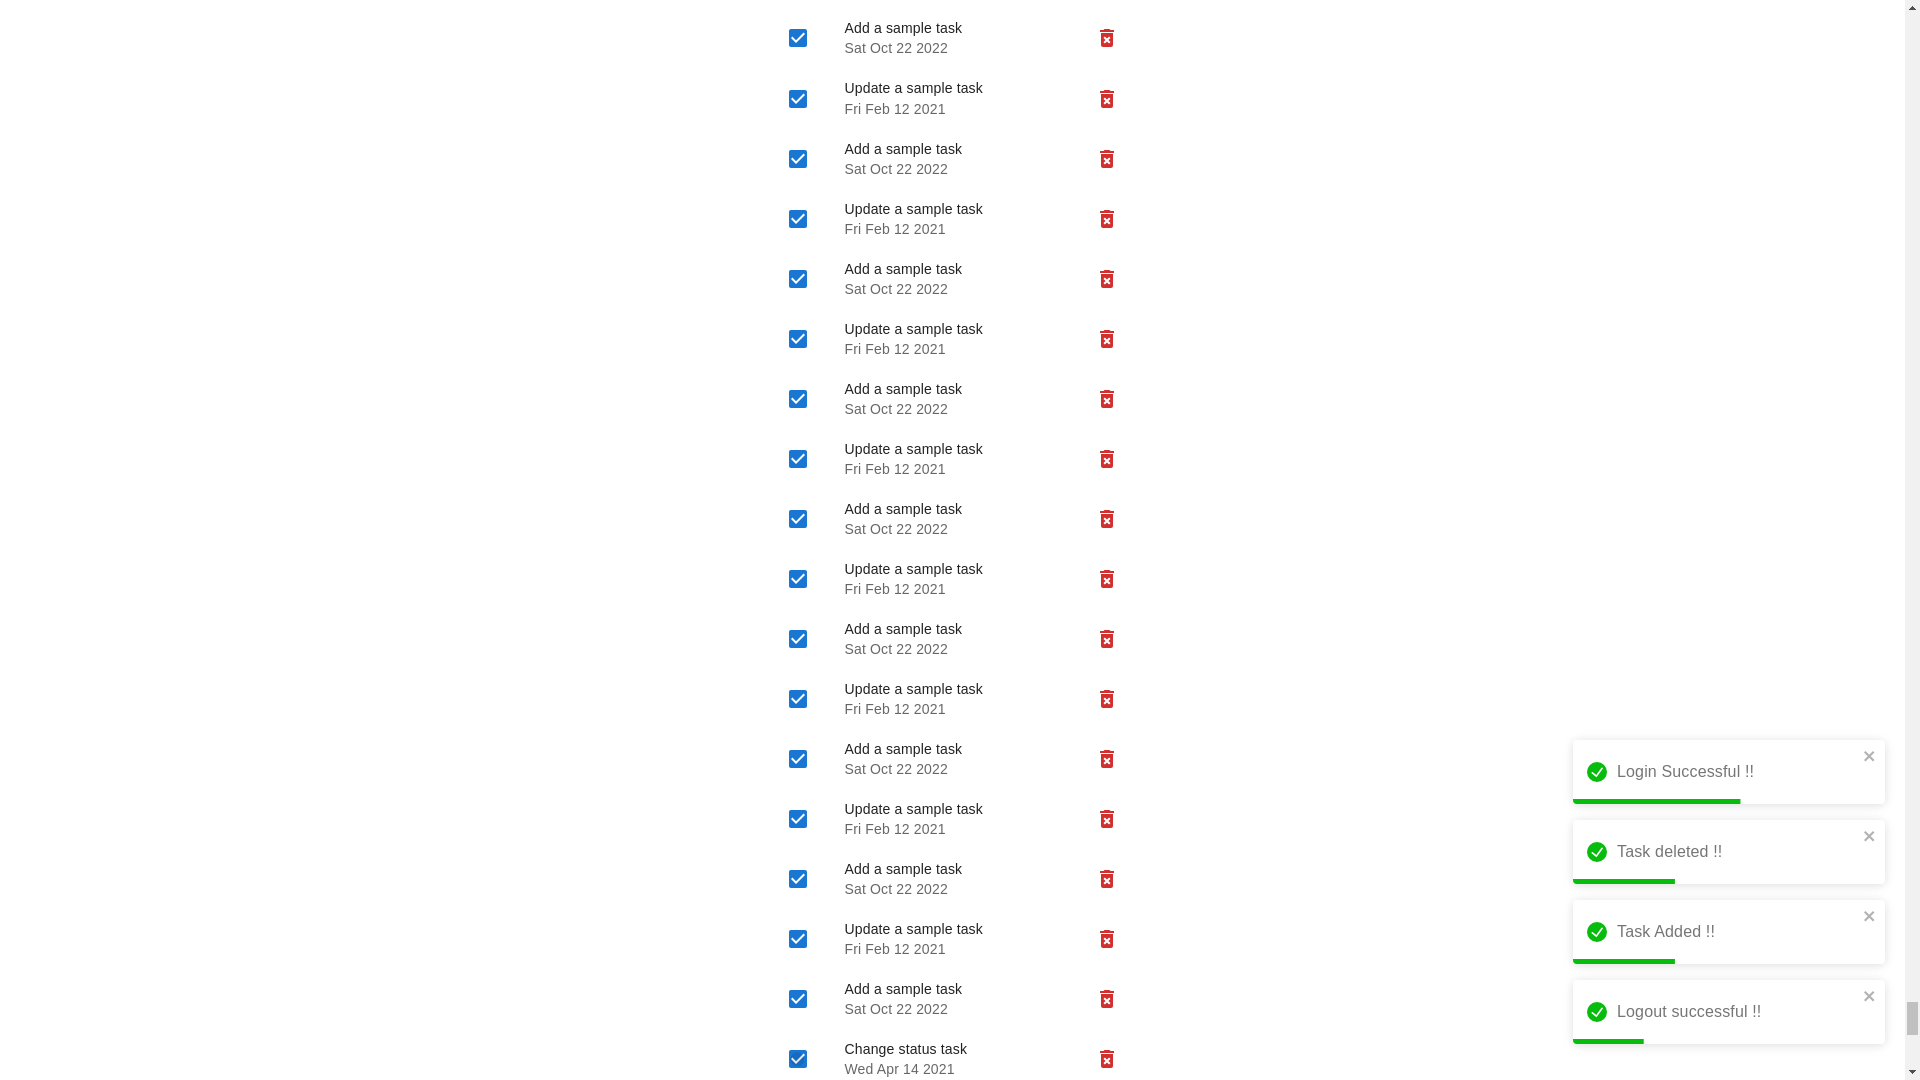 Add a sample task
Sat Oct 22 2022
Update a sample task
Fri Feb 12 2021
Add a sample task
Sat Oct 22 2022
Update a sample task
Fri Feb 12 2021
Add a sample task
Sat Oct 22 2022
Update a sample task
Fri Feb 12 2021
Add a sample task
Sat Oct 22 2022
Update a sample task
Fri Feb 12 2021
Add a sample task
Sat Oct 22 2022
Update a sample task
Fri Feb 12 2021
Add a sample task
Sat Oct 22 2022
Update a sample task
Fri Feb 12 2021
Add a sample task
Sat Oct 22 2022
Update a sample task
Fri Feb 12 2021
Add a sample task
Sat Oct 22 2022
Update a sample task
Fri Feb 12 2021
Add a sample task
Sat Oct 22 2022
Change status task
Wed Apr 14 2021
Login Successful !!
Task deleted !!
Task Added !!
Logout successful !!